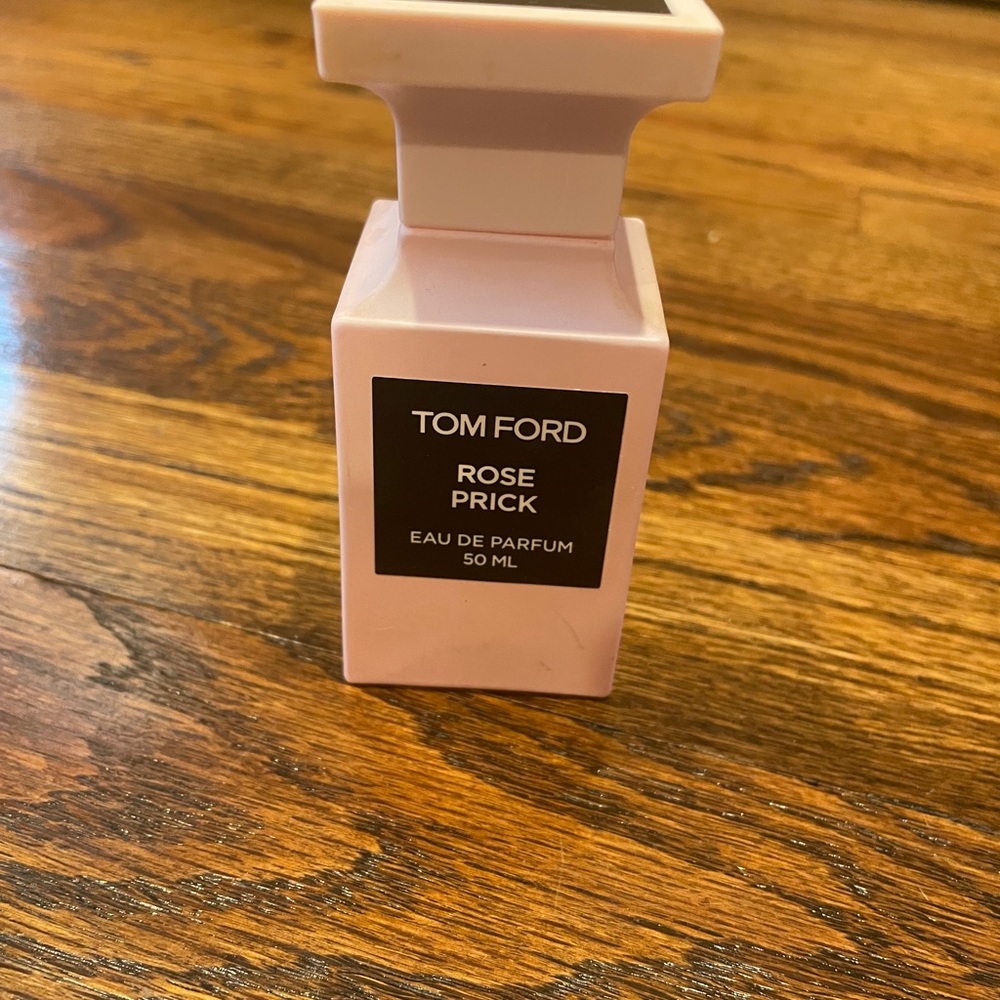 TOM FORD
ROSE
PRICK
EAU DE PARFUM
50 ML